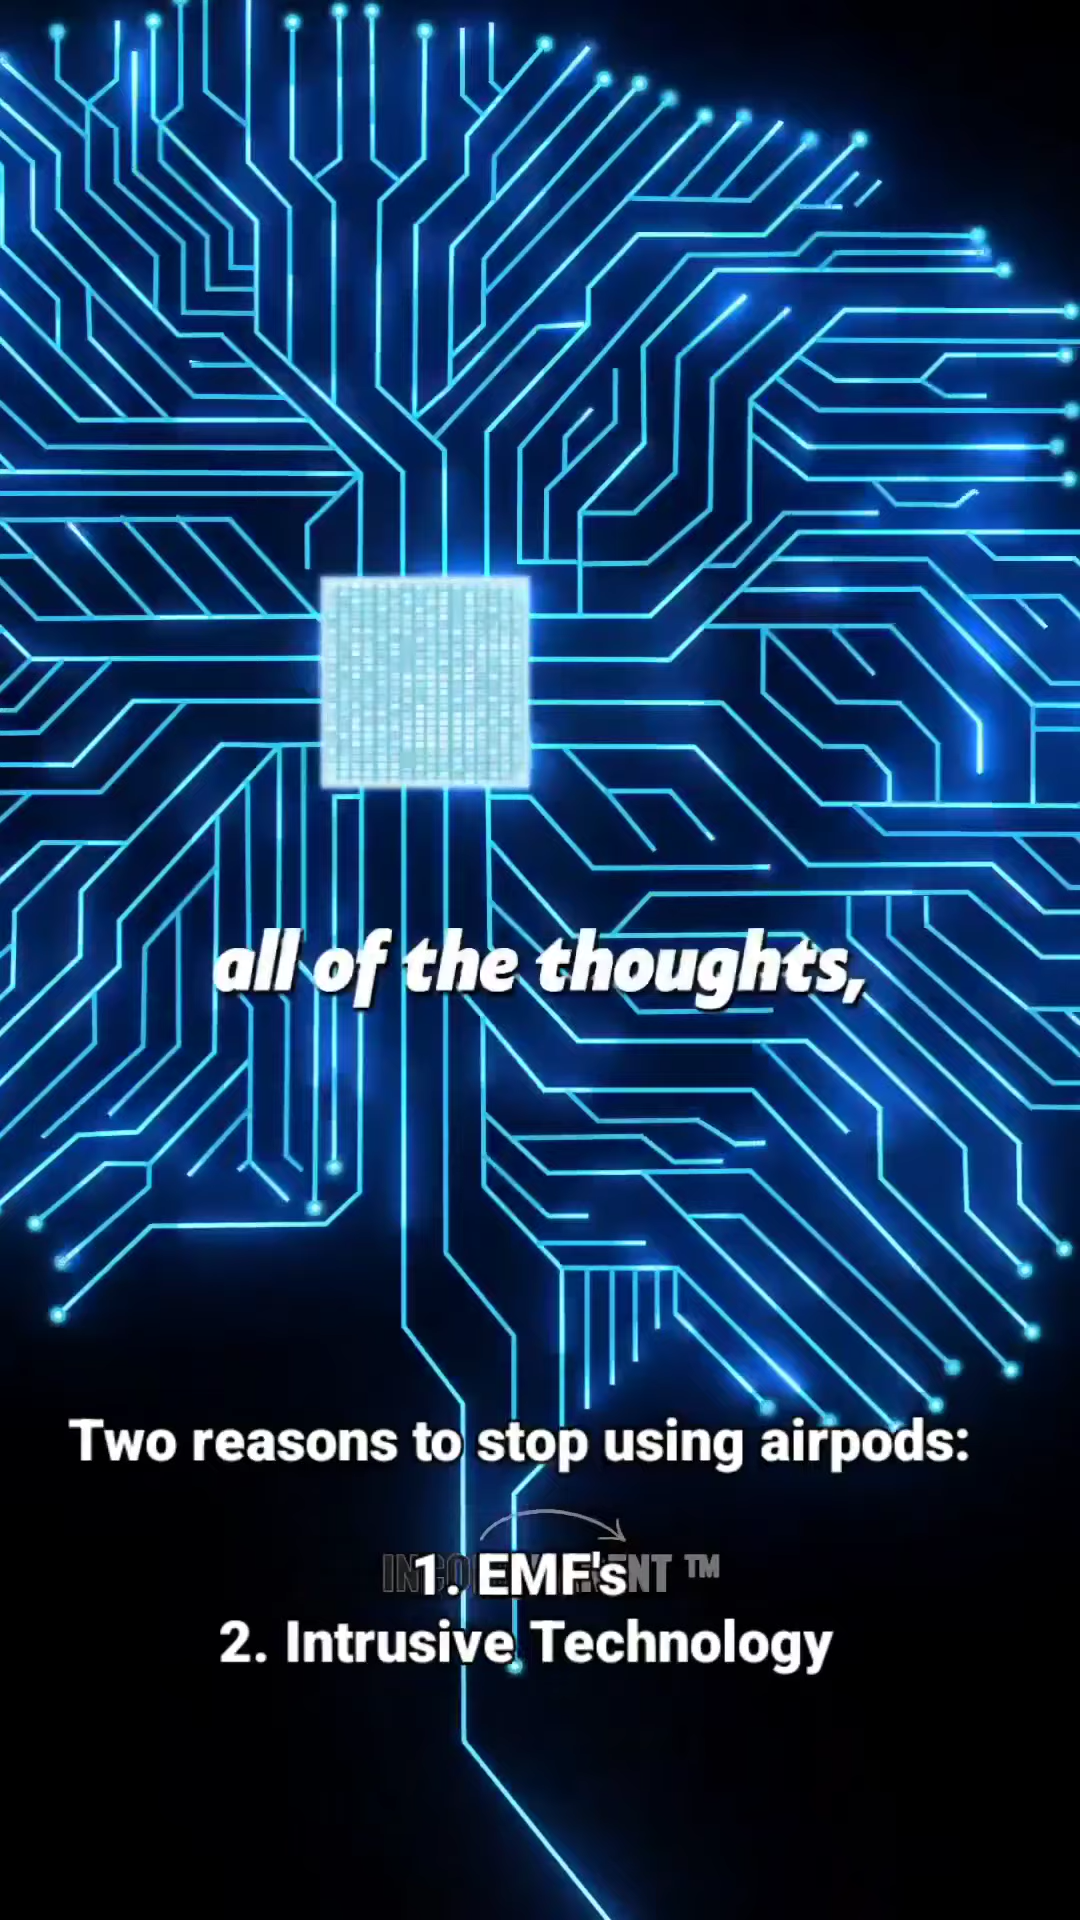 all of the thoughts,
Two reasons to stop using airpods:
1. EMF's
2. Intrusive Technology